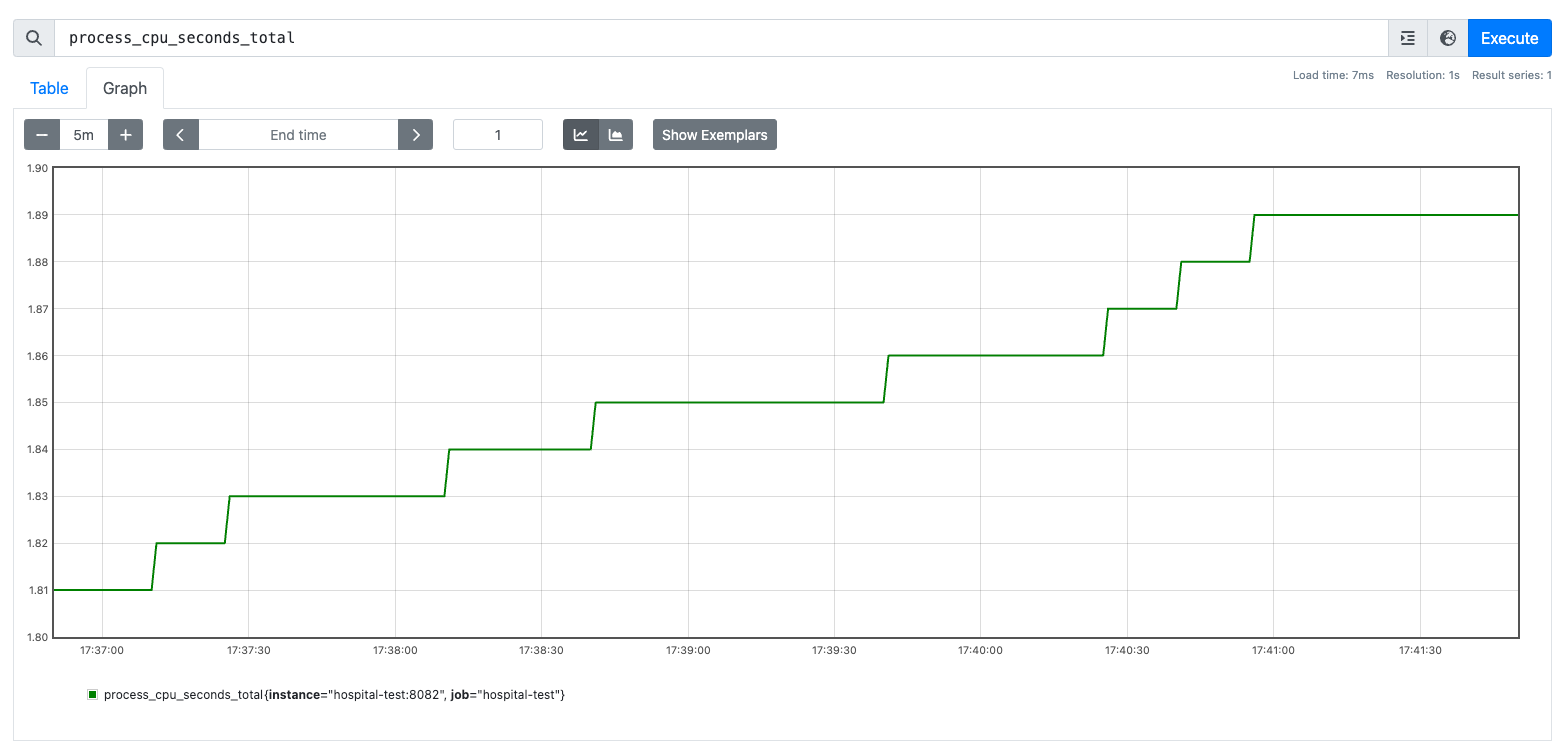 process_cpu_seconds_total
Execute
Load time: 7ms Resolution: 1s Result series: 1
Table Graph
5m End time 1 Show Exemplars
1.90
1.89
1.88
1.87
1.86
1.85
1.84
1.83
1.82
1.81
1.80
17:37:00 17:37:30 17:38:00 17:38:30 17:39:00 17:39:30 17:40:00 17:40:30 17:41:00 17:41:30
process_cpu_seconds_total{instance="hospital-test:8082", job="hospital-test"}